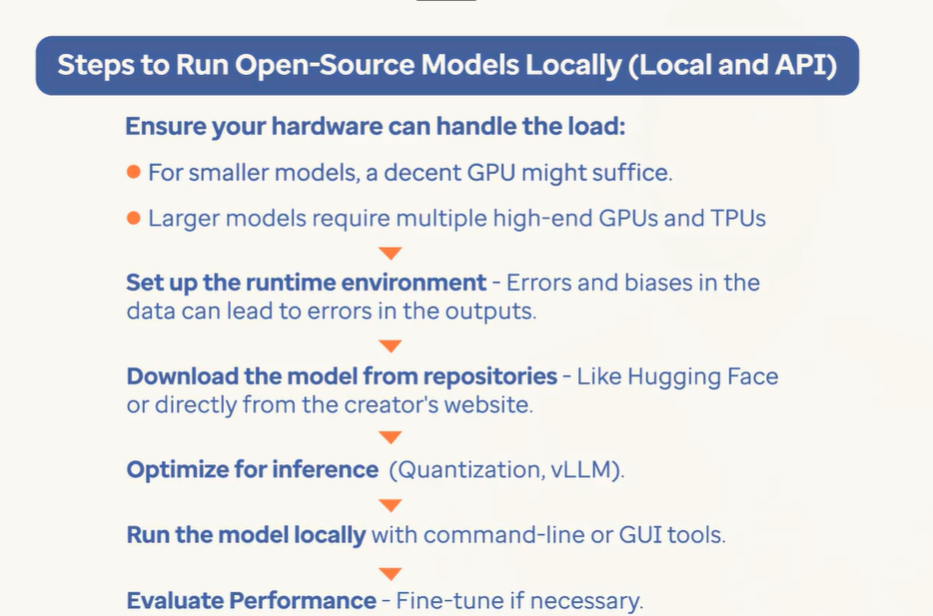 Steps to Run Open-Source Models Locally (Local and API)
Ensure your hardware can handle the load:
For smaller models, a decent GPU might suffice.
Larger models require multiple high-end GPUs and TPUs
Set up the runtime environment - Errors and biases in the
data can lead to errors in the outputs.
Download the model from repositories - Like Hugging Face
or directly from the creator's website.
Optimize for inference (Quantization, vLLM).
Run the model locally with command-line or GUI tools.
Evaluate Performance - Fine-tune if necessary.